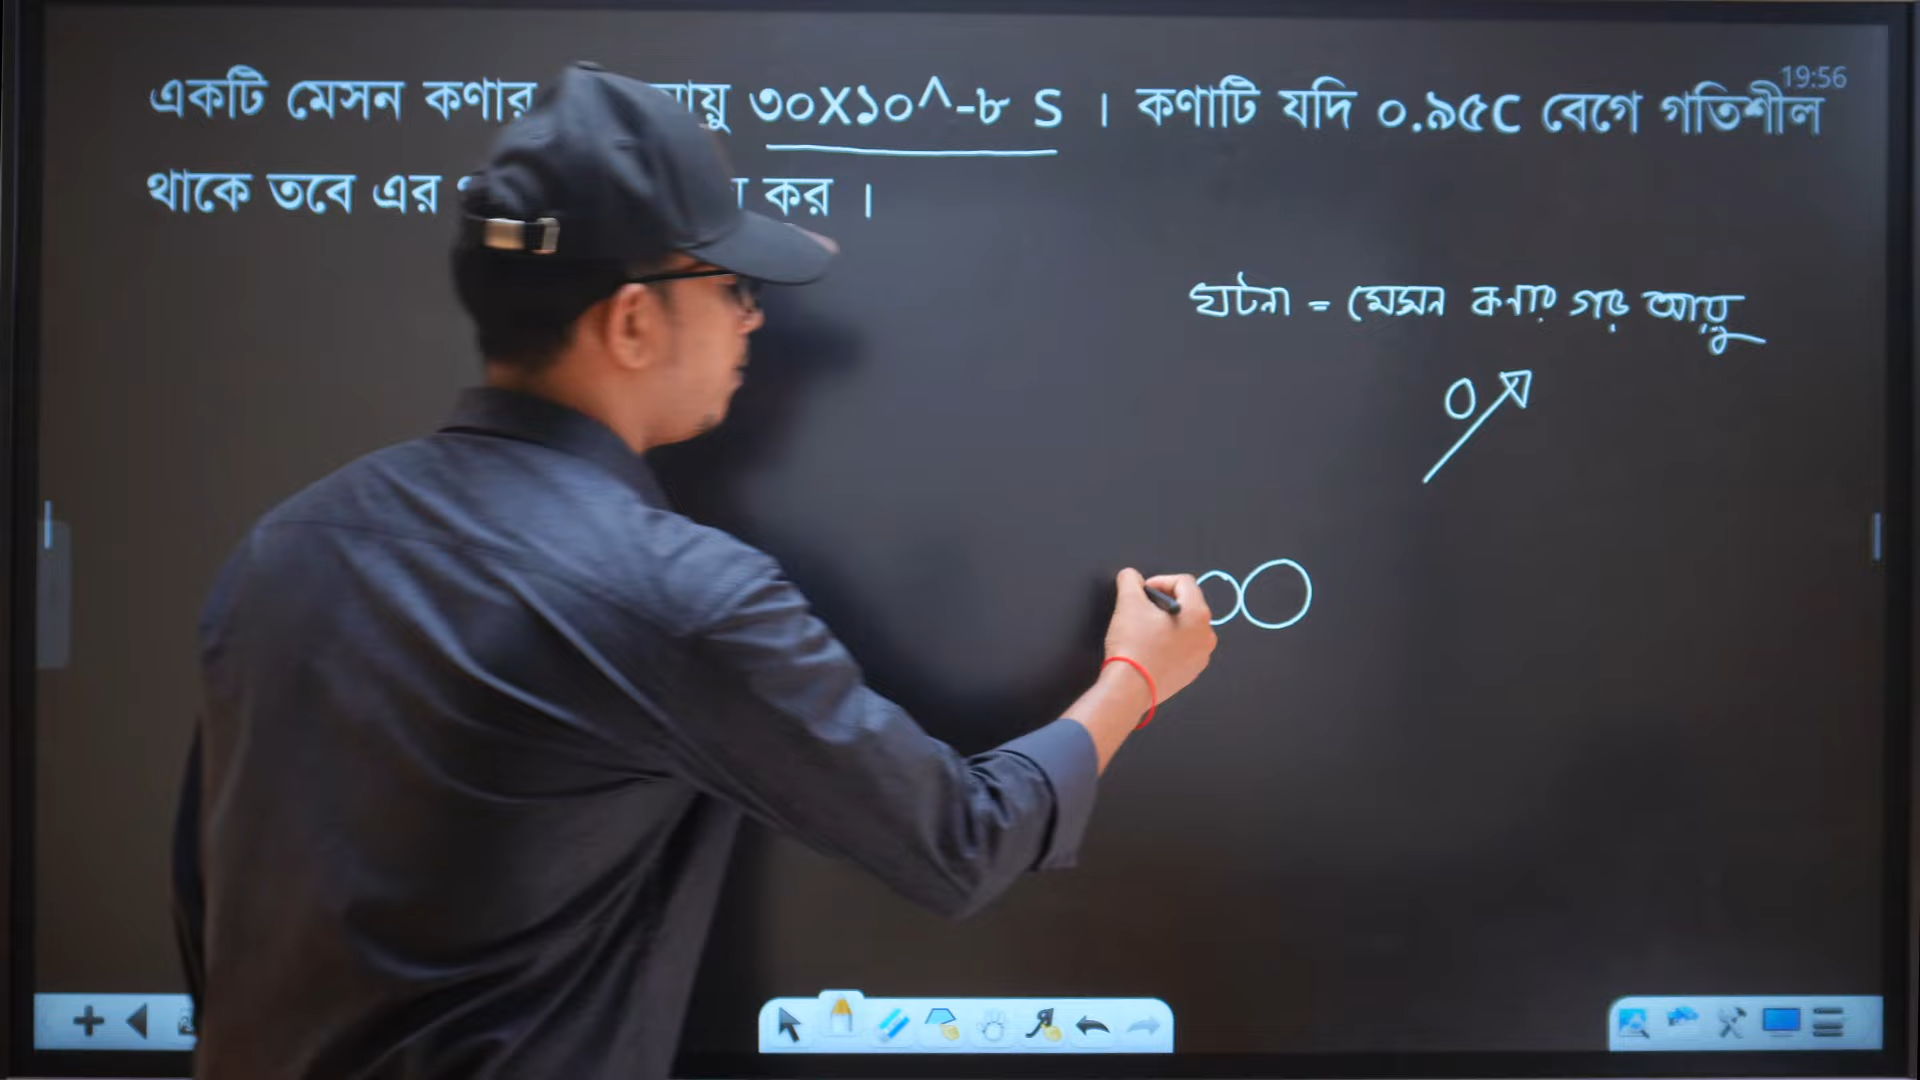 একটি মেসন কণার আয়ু ৩০X১০^-৮ S । কণাটি যদি ০.৯৫C বেগে গতিশীল
থাকে তবে এর কর ।
19:56
ঘটনা = মেসন কণার গড় আয়ু